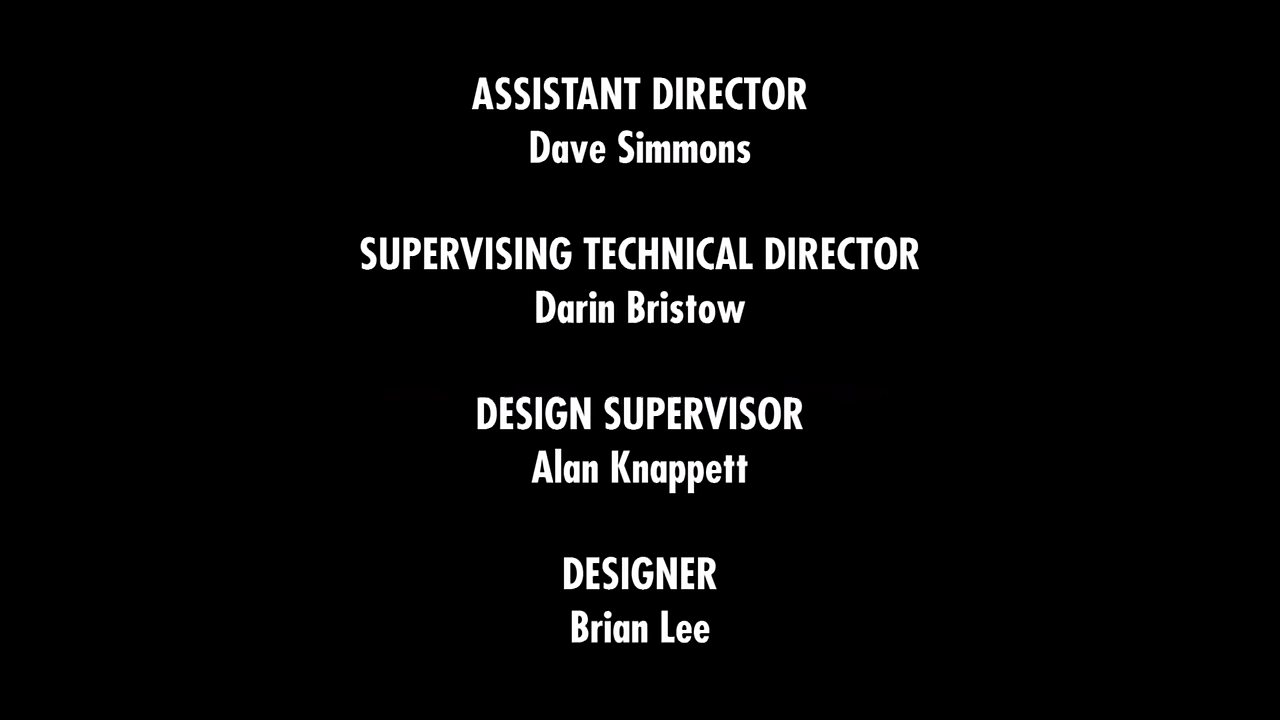 ASSISTANT DIRECTOR
Dave Simmons
SUPERVISING TECHNICAL DIRECTOR
Darin Bristow
DESIGN SUPERVISOR
Alan Knappett
DESIGNER
Brian Lee